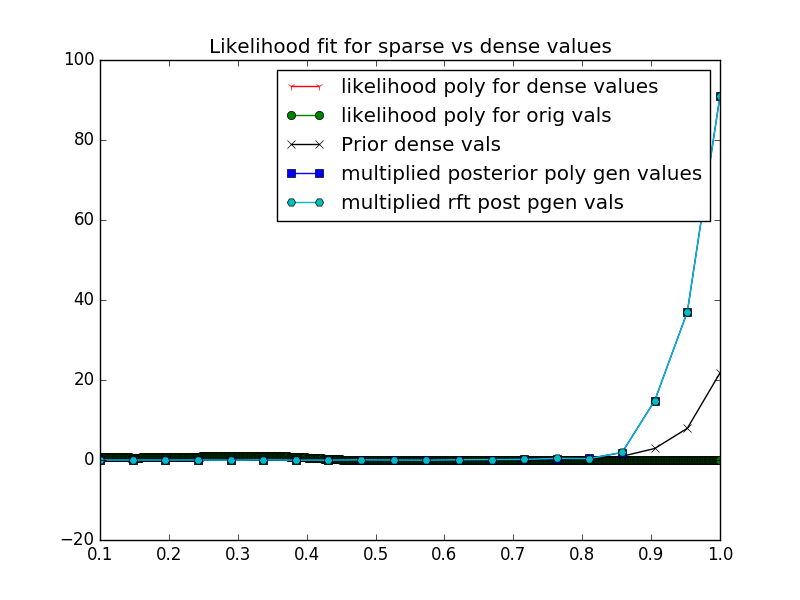 Likelihood fit for sparse vs dense values
100
80
60
40
20
0
−20
likelihood poly for dense values
likelihood poly for orig vals
Prior dense vals
multiplied posterior poly gen values
multiplied rft post pgen vals
0.1 0.2 0.3 0.4 0.5 0.6 0.7 0.8 0.9 1.0